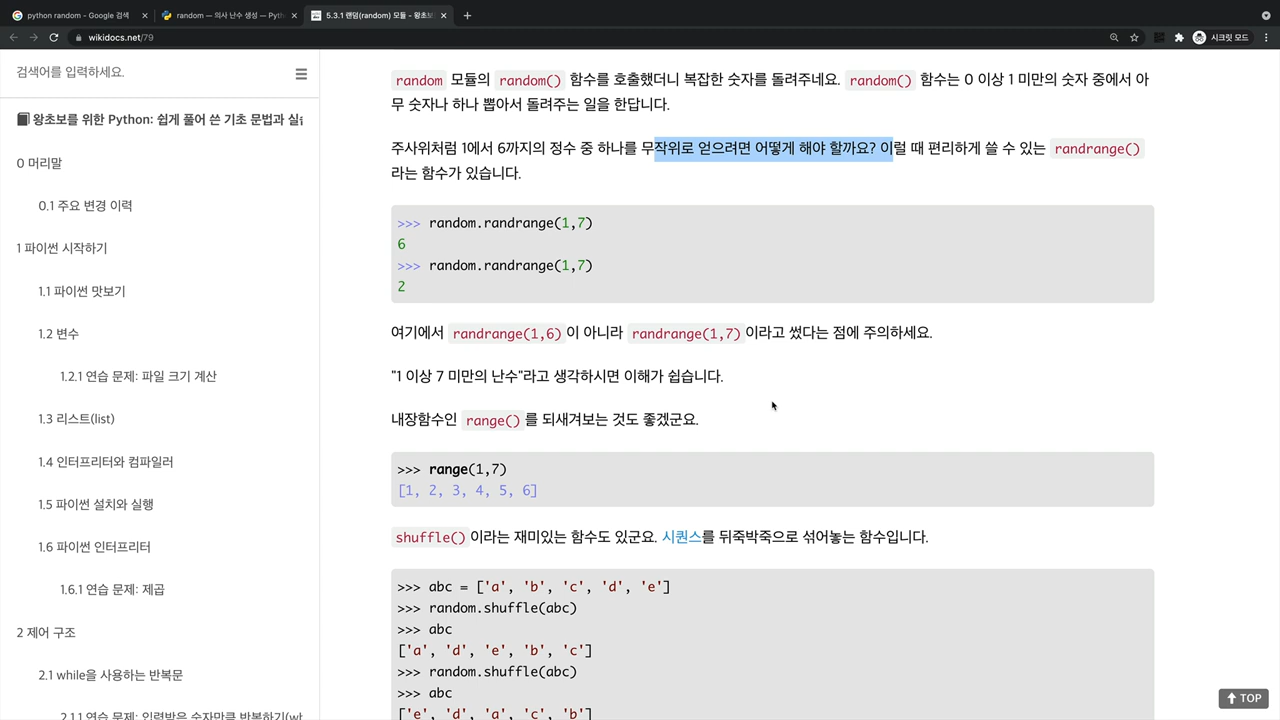 python random - Google 검색
random — 의사 난수 생성 — Pyth
5.3.1 랜덤(random) 모듈 - 왕초보
wikidocs.net/79
시크릿 모드
검색어를 입력하세요.
왕초보를 위한 Python: 쉽게 풀어 쓴 기초 문법과 실습
0 머리말
0.1 주요 변경 이력
1 파이썬 시작하기
1.1 파이썬 맛보기
1.2 변수
1.2.1 연습 문제: 파일 크기 계산
1.3 리스트(list)
1.4 인터프리터와 컴파일러
1.5 파이썬 설치와 실행
1.6 파이썬 인터프리터
1.6.1 연습 문제: 제곱
2 제어 구조
2.1 while을 사용하는 반복문
2.1.1 연습 문제: 입력받은 숫자만큼 반복하기(w
random 모듈의 random() 함수를 호출했더니 복잡한 숫자를 돌려주네요. random() 함수는 0 이상 1 미만의 숫자 중에서 아
무 숫자나 하나 뽑아서 돌려주는 일을 한답니다.
주사위처럼 1에서 6까지의 정수 중 하나를 무작위로 얻으려면 어떻게 해야 할까요? 이럴 때 편리하게 쓸 수 있는 randrange()
라는 함수가 있습니다.
>>> random.randrange(1,7)
6
>>> random.randrange(1,7)
2
여기에서 randrange(1,6)이 아니라 randrange(1,7)이라고 썼다는 점에 주의하세요.
"1 이상 7 미만의 난수"라고 생각하시면 이해가 쉽습니다.
내장함수인 range()를 되새겨보는 것도 좋겠군요.
>>> range(1,7)
[1, 2, 3, 4, 5, 6]
shuffle()이라는 재미있는 함수도 있군요. 시퀀스를 뒤죽박죽으로 섞어놓는 함수입니다.
>>> abc = ['a', 'b', 'c', 'd', 'e']
>>> random.shuffle(abc)
>>> abc
['a', 'd', 'e', 'b', 'c']
>>> random.shuffle(abc)
>>> abc
['e', 'd', 'a', 'c', 'b']
TOP